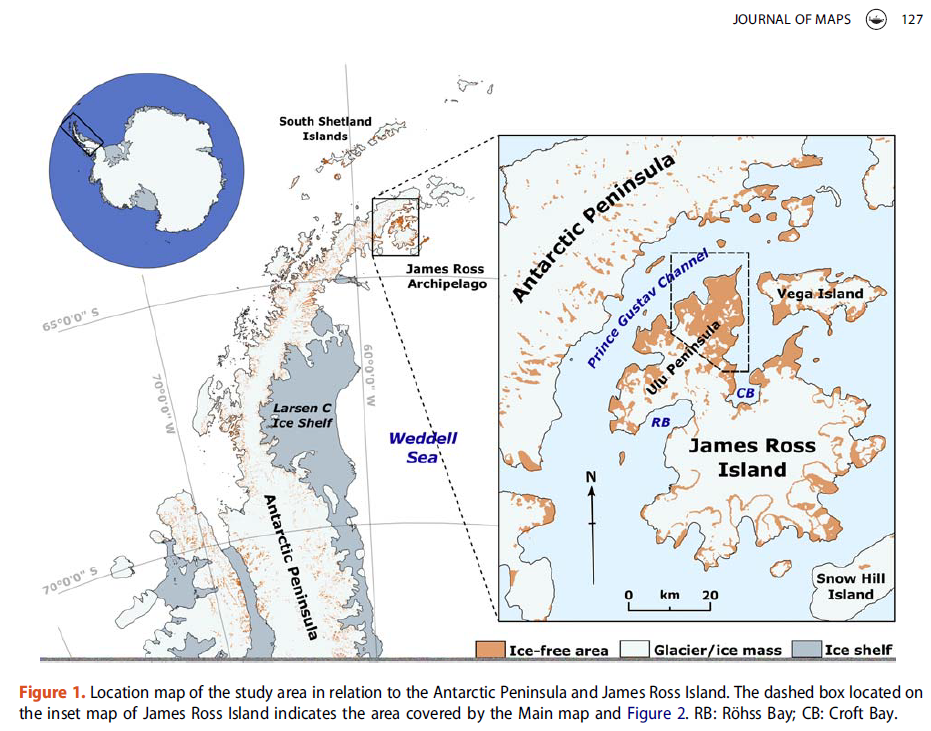 JOURNAL OF MAPS 127
South Shetland
Islands
James Ross
Archipelago
65°0'0" S
70°0'0" W
60°0'0" W
Larsen C
Ice Shelf
Weddell
Sea
Antarctic Peninsula
70°0'0" S
Antarctic Peninsula
Prince Gustav Channel
Vega Island
Ulu Peninsula
CB
RB
James Ross
Island
N
Snow Hill
Island
0 km 20
Ice-free area Glacier/ice mass Ice shelf
Figure 1. Location map of the study area in relation to the Antarctic Peninsula and James Ross Island. The dashed box located on
the inset map of James Ross Island indicates the area covered by the Main map and Figure 2. RB: Röhss Bay; CB: Croft Bay.